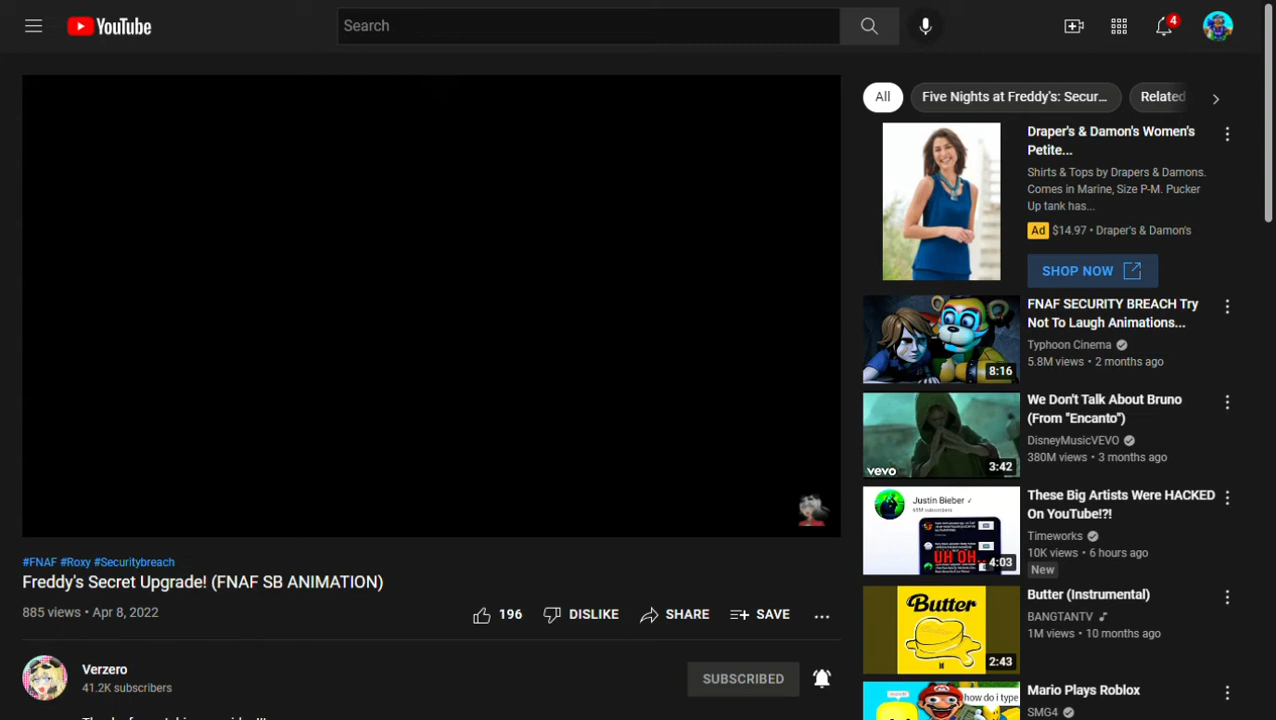 YouTube
Search
4
All
Five Nights at Freddy's: Secur...
Related
Draper's & Damon's Women's
Petite...
Shirts & Tops by Drapers & Damons.
Comes in Marine, Size P-M. Pucker
Up tank has...
Ad $14.97 • Draper's & Damon's
SHOP NOW
8:16
FNAF SECURITY BREACH Try
Not To Laugh Animations...
Typhoon Cinema
5.8M views • 2 months ago
vevo
3:42
We Don't Talk About Bruno
(From "Encanto")
DisneyMusicVEVO
380M views • 3 months ago
Justin Bieber
UH OH...
4:03
These Big Artists Were HACKED
On YouTube!?!
Timeworks
10K views • 6 hours ago
New
Butter
2:43
Butter (Instrumental)
BANGTANTV
1M views • 10 months ago
how do i type
Mario Plays Roblox
SMG4
#FNAF #Roxy #Securitybreach
Freddy's Secret Upgrade! (FNAF SB ANIMATION)
885 views • Apr 8, 2022
196
DISLIKE
SHARE
SAVE
Verzero
41.2K subscribers
SUBSCRIBED